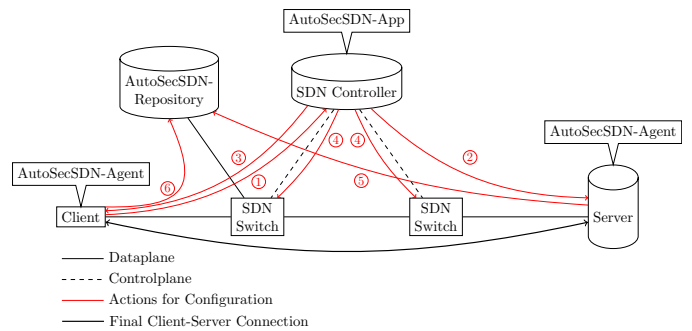 AutoSecSDN-App
AutoSecSDN-
Repository
SDN Controller
AutoSecSDN-Agent
④ ④
③
②
AutoSecSDN-Agent
⑥
①
⑤
Client
SDN
Switch
SDN
Switch
Server
Dataplane
Controlplane
Actions for Configuration
Final Client-Server Connection